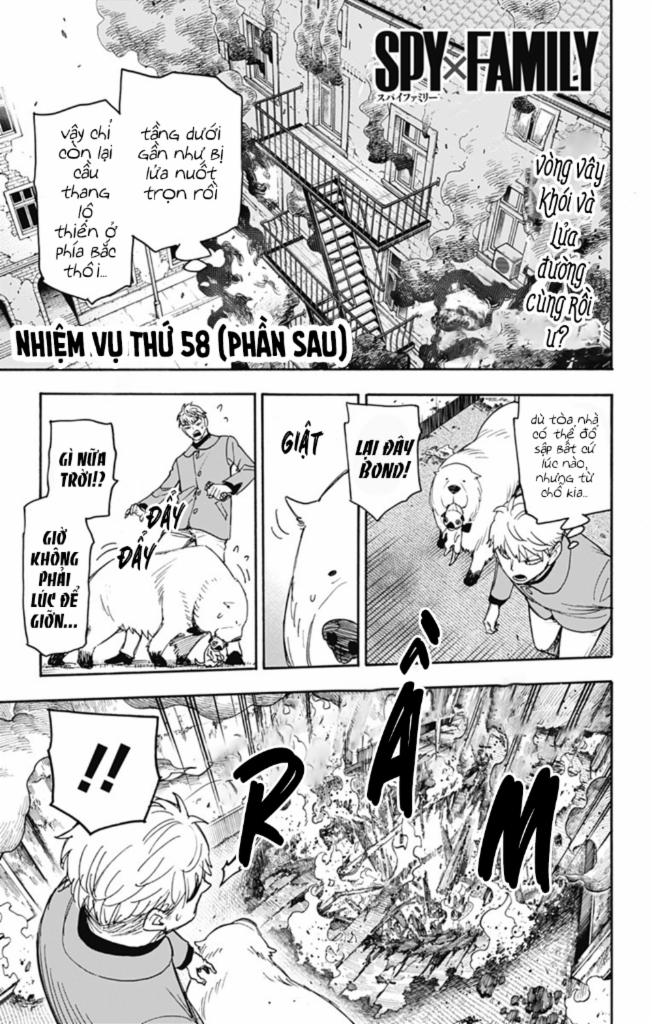 SPY×FAMILY
スパイファミリー
vòng vây
khói và
lửa
đường
cùng rồi
ư?
tầng dưới
gần như bị
lửa nuốt
trọn rồi
vậy chỉ
còn lại
cầu
thang
lộ
thiên ở
phía Bắc
thôi...
NHIỆM VỤ THỨ 58 (PHẦN SAU)
dù tòa nhà
có thể đổ
sập bất cứ
lúc nào,
nhưng từ
chỗ kia..
LẠI ĐÂY
BOND!
GIẬT
GÌ NỮA
TRỜI!?
ĐẨY
ĐẨY
GIỜ
KHÔNG
PHẢI
LÚC ĐỂ
GIỠN...
RẦM
!!